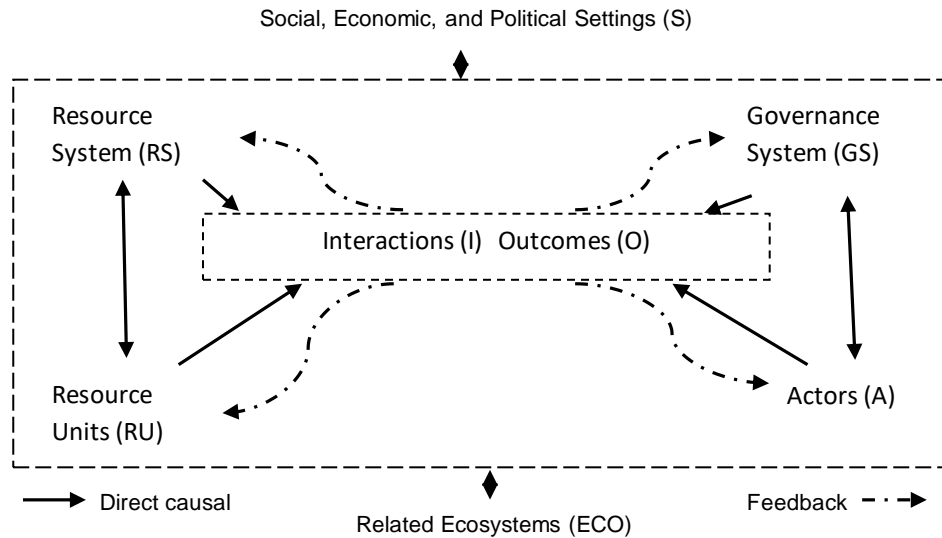 Social, Economic, and Political Settings (S)
Resource
System (RS)
Governance
System (GS)
Interactions (I) Outcomes (O)
Resource
Units (RU)
Actors (A)
Direct causal
Feedback
Related Ecosystems (ECO)